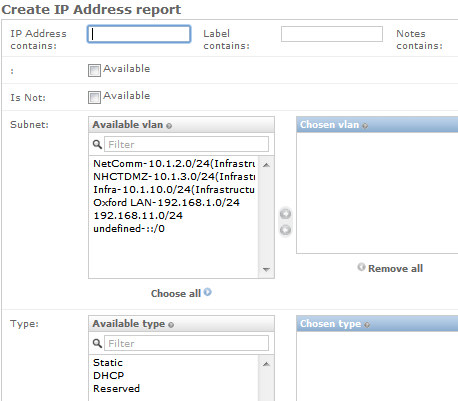 Create IP Address report
IP Address contains:
Label contains:
Notes contains:
:
Available
Is Not:
Available
Subnet:
Available vlan
Chosen vlan
Filter
NetComm-10.1.2.0/24(Infrast
NHCTDMZ-10.1.3.0/24(Infrast
Infra-10.1.10.0/24(Infrastructu
Oxford LAN-192.168.1.0/24
192.168.11.0/24
undefined-::/0
Choose all
Remove all
Type:
Available type
Chosen type
Filter
Static
DHCP
Reserved